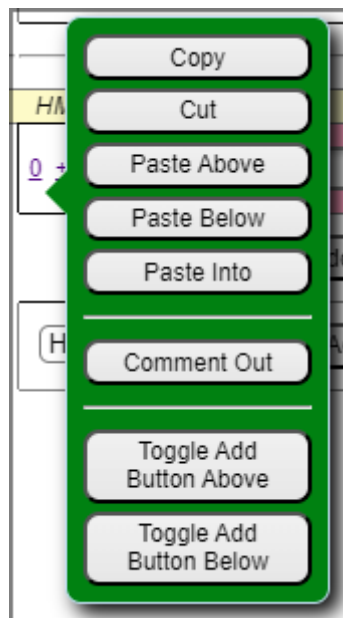 Copy
HM
Cut
0 +
Paste Above
Paste Below
Paste Into
H
Comment Out
Toggle Add
Button Above
Toggle Add
Button Below